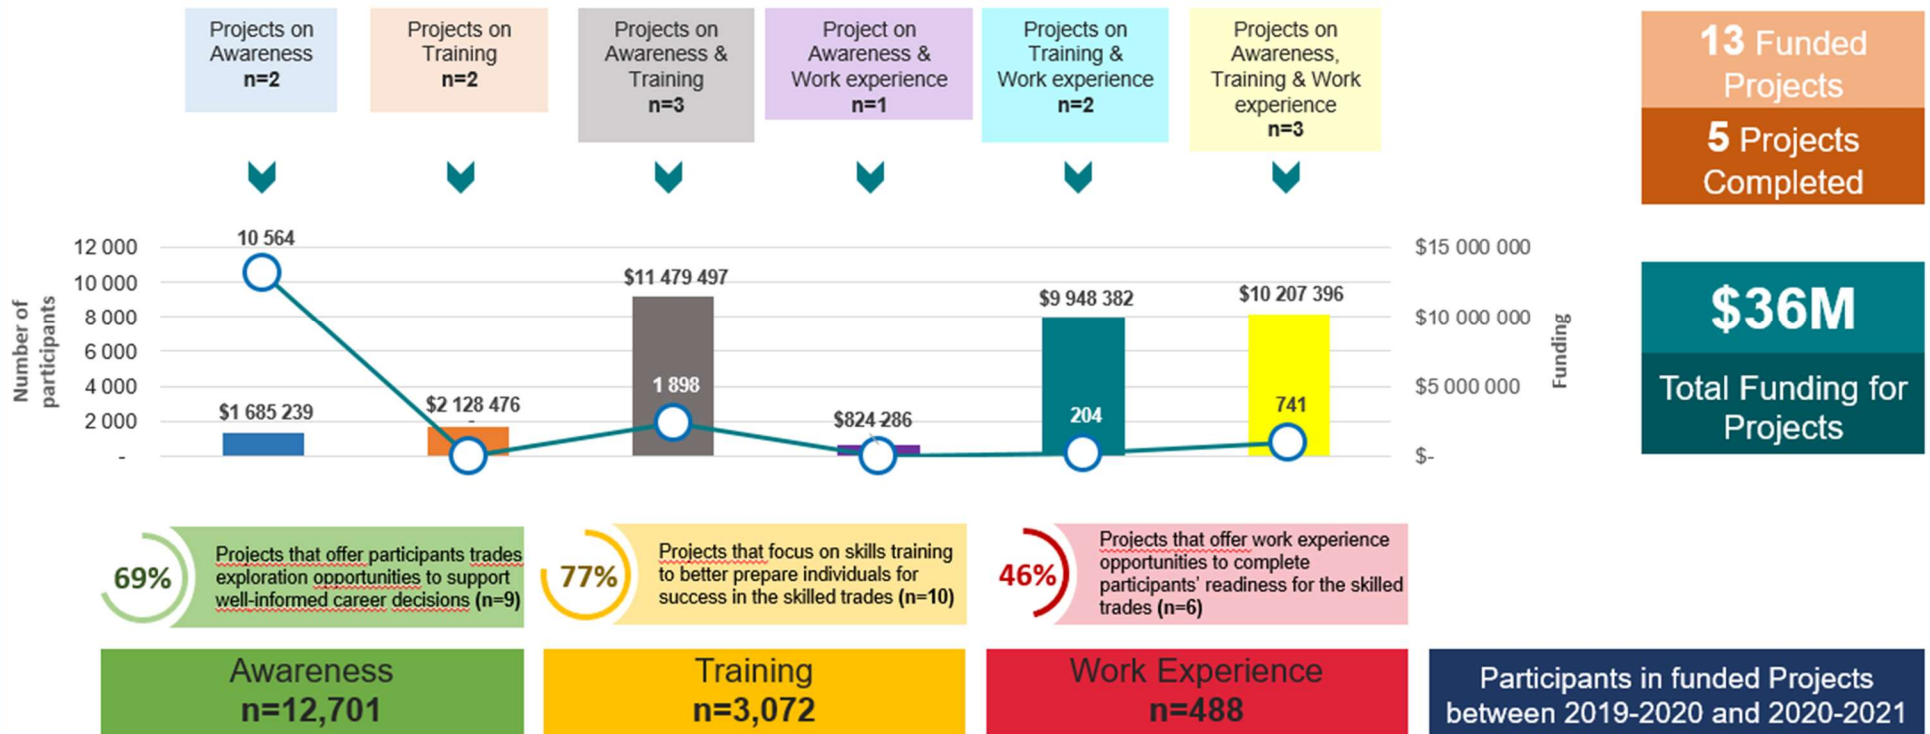 Projects on
Awareness
n=2
Projects on
Training
n=2
Projects on
Awareness &
Training
n=3
Project on
Awareness &
Work experience
n=1
Projects on
Training &
Work experience
n=2
Projects on
Awareness,
Training & Work
experience
n=3
13 Funded
Projects
5 Projects
Completed
$36M
Total Funding for
Projects
Number of
participants
12 000
10 000
8 000
6 000
4 000
2 000
-
10 564
$1 685 239
$2 128 476
-
$11 479 497
1 898
$824 286
$9 948 382
204
$10 207 396
741
$15 000 000
$10 000 000
$5 000 000
$-
Funding
69%
Projects that offer participants trades
exploration opportunities to support
well-informed career decisions (n=9)
77%
Projects that focus on skills training
to better prepare individuals for
success in the skilled trades (n=10)
46%
Projects that offer work experience
opportunities to complete
participants' readiness for the skilled
trades (n=6)
Awareness
n=12,701
Training
n=3,072
Work Experience
n=488
Participants in funded Projects
between 2019-2020 and 2020-2021